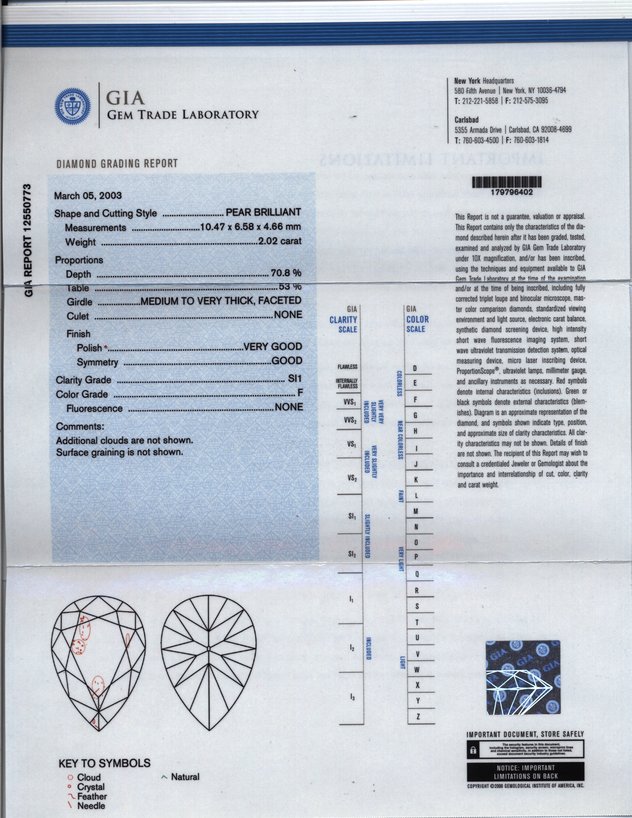 GIA
GEM TRADE LABORATORY
New York Headquarters
580 Fifth Avenue | New York, NY 10036-4794
T: 212-221-5858 | F: 212-575-3095
Carlsbad
5355 Armada Drive | Carlsbad, CA 92008-4699
T: 760-603-4500 | F: 760-603-1814
DIAMOND GRADING REPORT
GIA REPORT 12550773
179796402
March 05, 2003
Shape and Cutting Style ........ PEAR BRILLIANT
Measurements ........ 10.47 x 6.58 x 4.66 mm
Weight ........ 2.02 carat
Proportions
Depth ........ 70.8 %
Table ........ 53 %
Girdle ........ MEDIUM TO VERY THICK, FACETED
Culet ........ NONE
Finish
Polish ........ VERY GOOD
Symmetry ........ GOOD
Clarity Grade ........ SI1
Color Grade ........ F
Fluorescence ........ NONE
Comments:
Additional clouds are not shown.
Surface graining is not shown.
This Report is not a guarantee, valuation or appraisal.
This Report contains only the characteristics of the dia-
mond described herein after it has been graded, tested,
examined and analyzed by GIA Gem Trade Laboratory
under 10X magnification, and/or has been inscribed,
using the techniques and equipment available to GIA
Gem Trade Laboratory at the time of the examination
and/or at the time of being inscribed, including fully
corrected triplet loupe and binocular microscope, mas-
ter color comparison diamonds, standardized viewing
environment and light source, electronic carat balance,
synthetic diamond screening device, high intensity
short wave fluorescence imaging system, short
wave ultraviolet transmission detection system, optical
measuring device, micro laser inscribing device,
ProportionScope®, ultraviolet lamps, millimeter gauge,
and ancillary instruments as necessary. Red symbols
denote internal characteristics (inclusions). Green or
black symbols denote external characteristics (blem-
ishes). Diagram is an approximate representation of the
diamond, and symbols shown indicate type, position,
and approximate size of clarity characteristics. All clar-
ity characteristics may not be shown. Details of finish
are not shown. The recipient of this Report may wish to
consult a credentialed Jeweler or Gemologist about the
importance and interrelationship of cut, color, clarity
and carat weight.
GIA
CLARITY
SCALE
FLAWLESS
INTERNALLY
FLAWLESS
VVS1
VVS2
VERY VERY
SLIGHTLY
INCLUDED
VS1
VS2
VERY SLIGHTLY
INCLUDED
SI1
SI2
SLIGHTLY INCLUDED
I1
I2
I3
INCLUDED
GIA
COLOR
SCALE
COLORLESS
NEAR COLORLESS
FAINT
VERY LIGHT
LIGHT
D
E
F
G
H
I
J
K
L
M
N
O
P
Q
R
S
T
U
V
W
X
Y
Z
KEY TO SYMBOLS
Cloud
Crystal
Feather
Needle
Natural
GIA
IMPORTANT DOCUMENT, STORE SAFELY
NOTICE: IMPORTANT
LIMITATIONS ON BACK
COPYRIGHT ©2000 GEMOLOGICAL INSTITUTE OF AMERICA, INC.